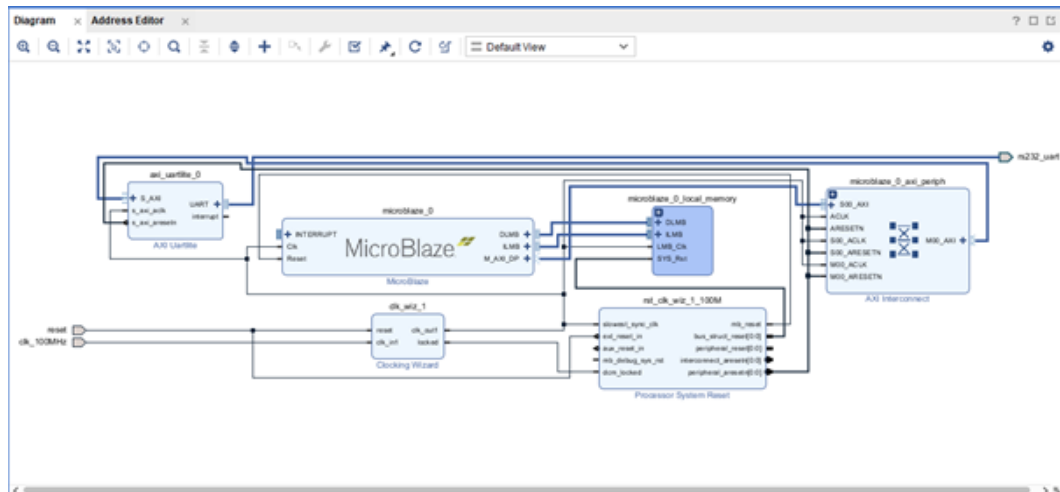 Diagram × Address Editor × ?
Default View
rs232_uart
axi_uartlite_0
S_AXI
s_axi_aclk
s_axi_aresetn
UART
interrupt
AXI Uartlite
microblaze_0
INTERRUPT
Clk
Reset
MicroBlaze
DLMB
ILMB
M_AXI_DP
MicroBlaze
microblaze_0_local_memory
DLMB
ILMB
LMB_Clk
SYS_Rst
microblaze_0_axi_periph
S00_AXI
ACLK
ARESETN
S00_ACLK
S00_ARESETN
M00_ACLK
M00_ARESETN
M00_AXI
AXI Interconnect
reset
clk_100MHz
clk_wiz_1
reset
clk_in1
clk_out1
locked
Clocking Wizard
rst_clk_wiz_1_100M
slowest_sync_clk
ext_reset_in
aux_reset_in
mb_debug_sys_rst
dcm_locked
mb_reset
bus_struct_reset[0:0]
peripheral_reset[0:0]
interconnect_aresetn[0:0]
peripheral_aresetn[0:0]
Processor System Reset